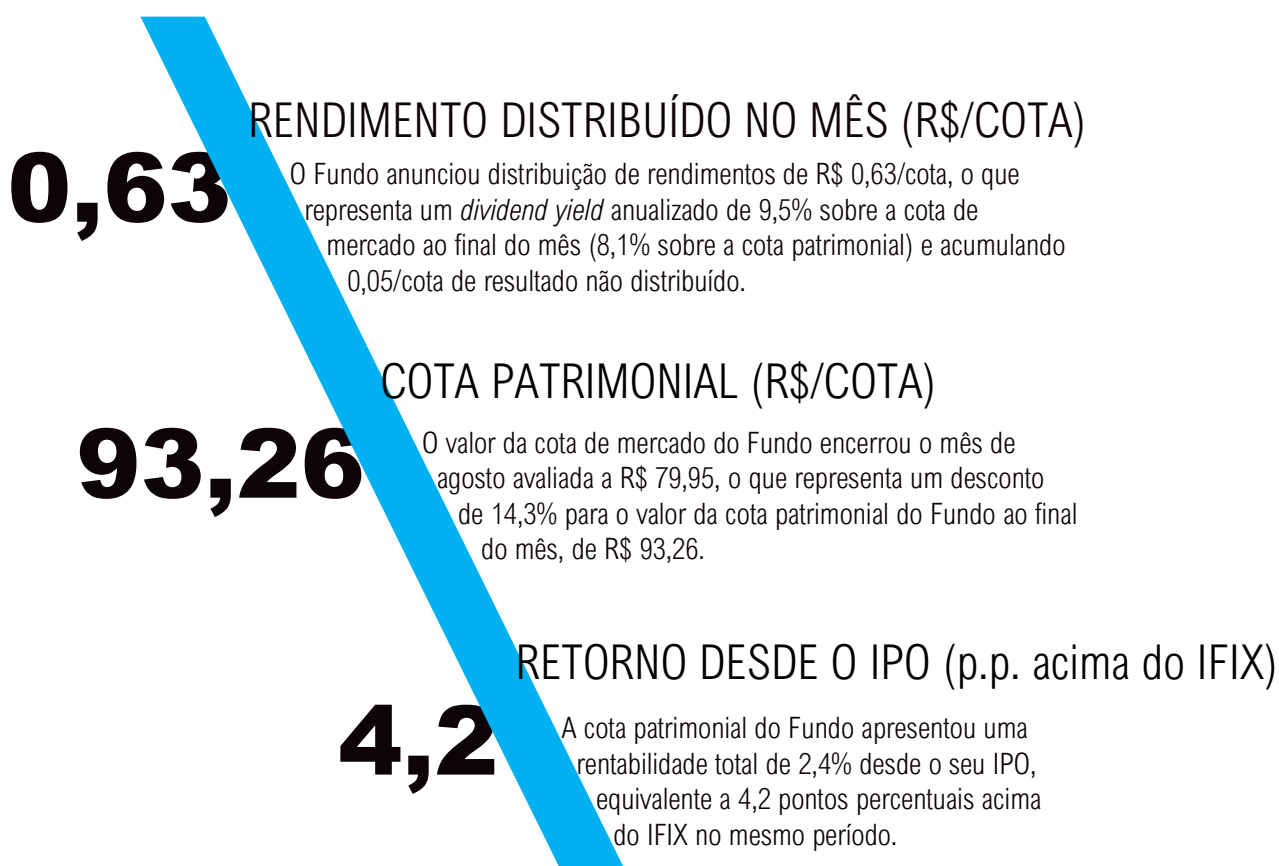 RENDIMENTO DISTRIBUÍDO NO MÊS (R$/COTA)
0,63
O Fundo anunciou distribuição de rendimentos de R$ 0,63/cota, o que
representa um dividend yield anualizado de 9,5% sobre a cota de
mercado ao final do mês (8,1% sobre a cota patrimonial) e acumulando
0,05/cota de resultado não distribuído.
COTA PATRIMONIAL (R$/COTA)
93,26
O valor da cota de mercado do Fundo encerrou o mês de
agosto avaliada a R$ 79,95, o que representa um desconto
de 14,3% para o valor da cota patrimonial do Fundo ao final
do mês, de R$ 93,26.
RETORNO DESDE O IPO (p.p. acima do IFIX)
4,2
A cota patrimonial do Fundo apresentou uma
rentabilidade total de 2,4% desde o seu IPO,
equivalente a 4,2 pontos percentuais acima
do IFIX no mesmo período.